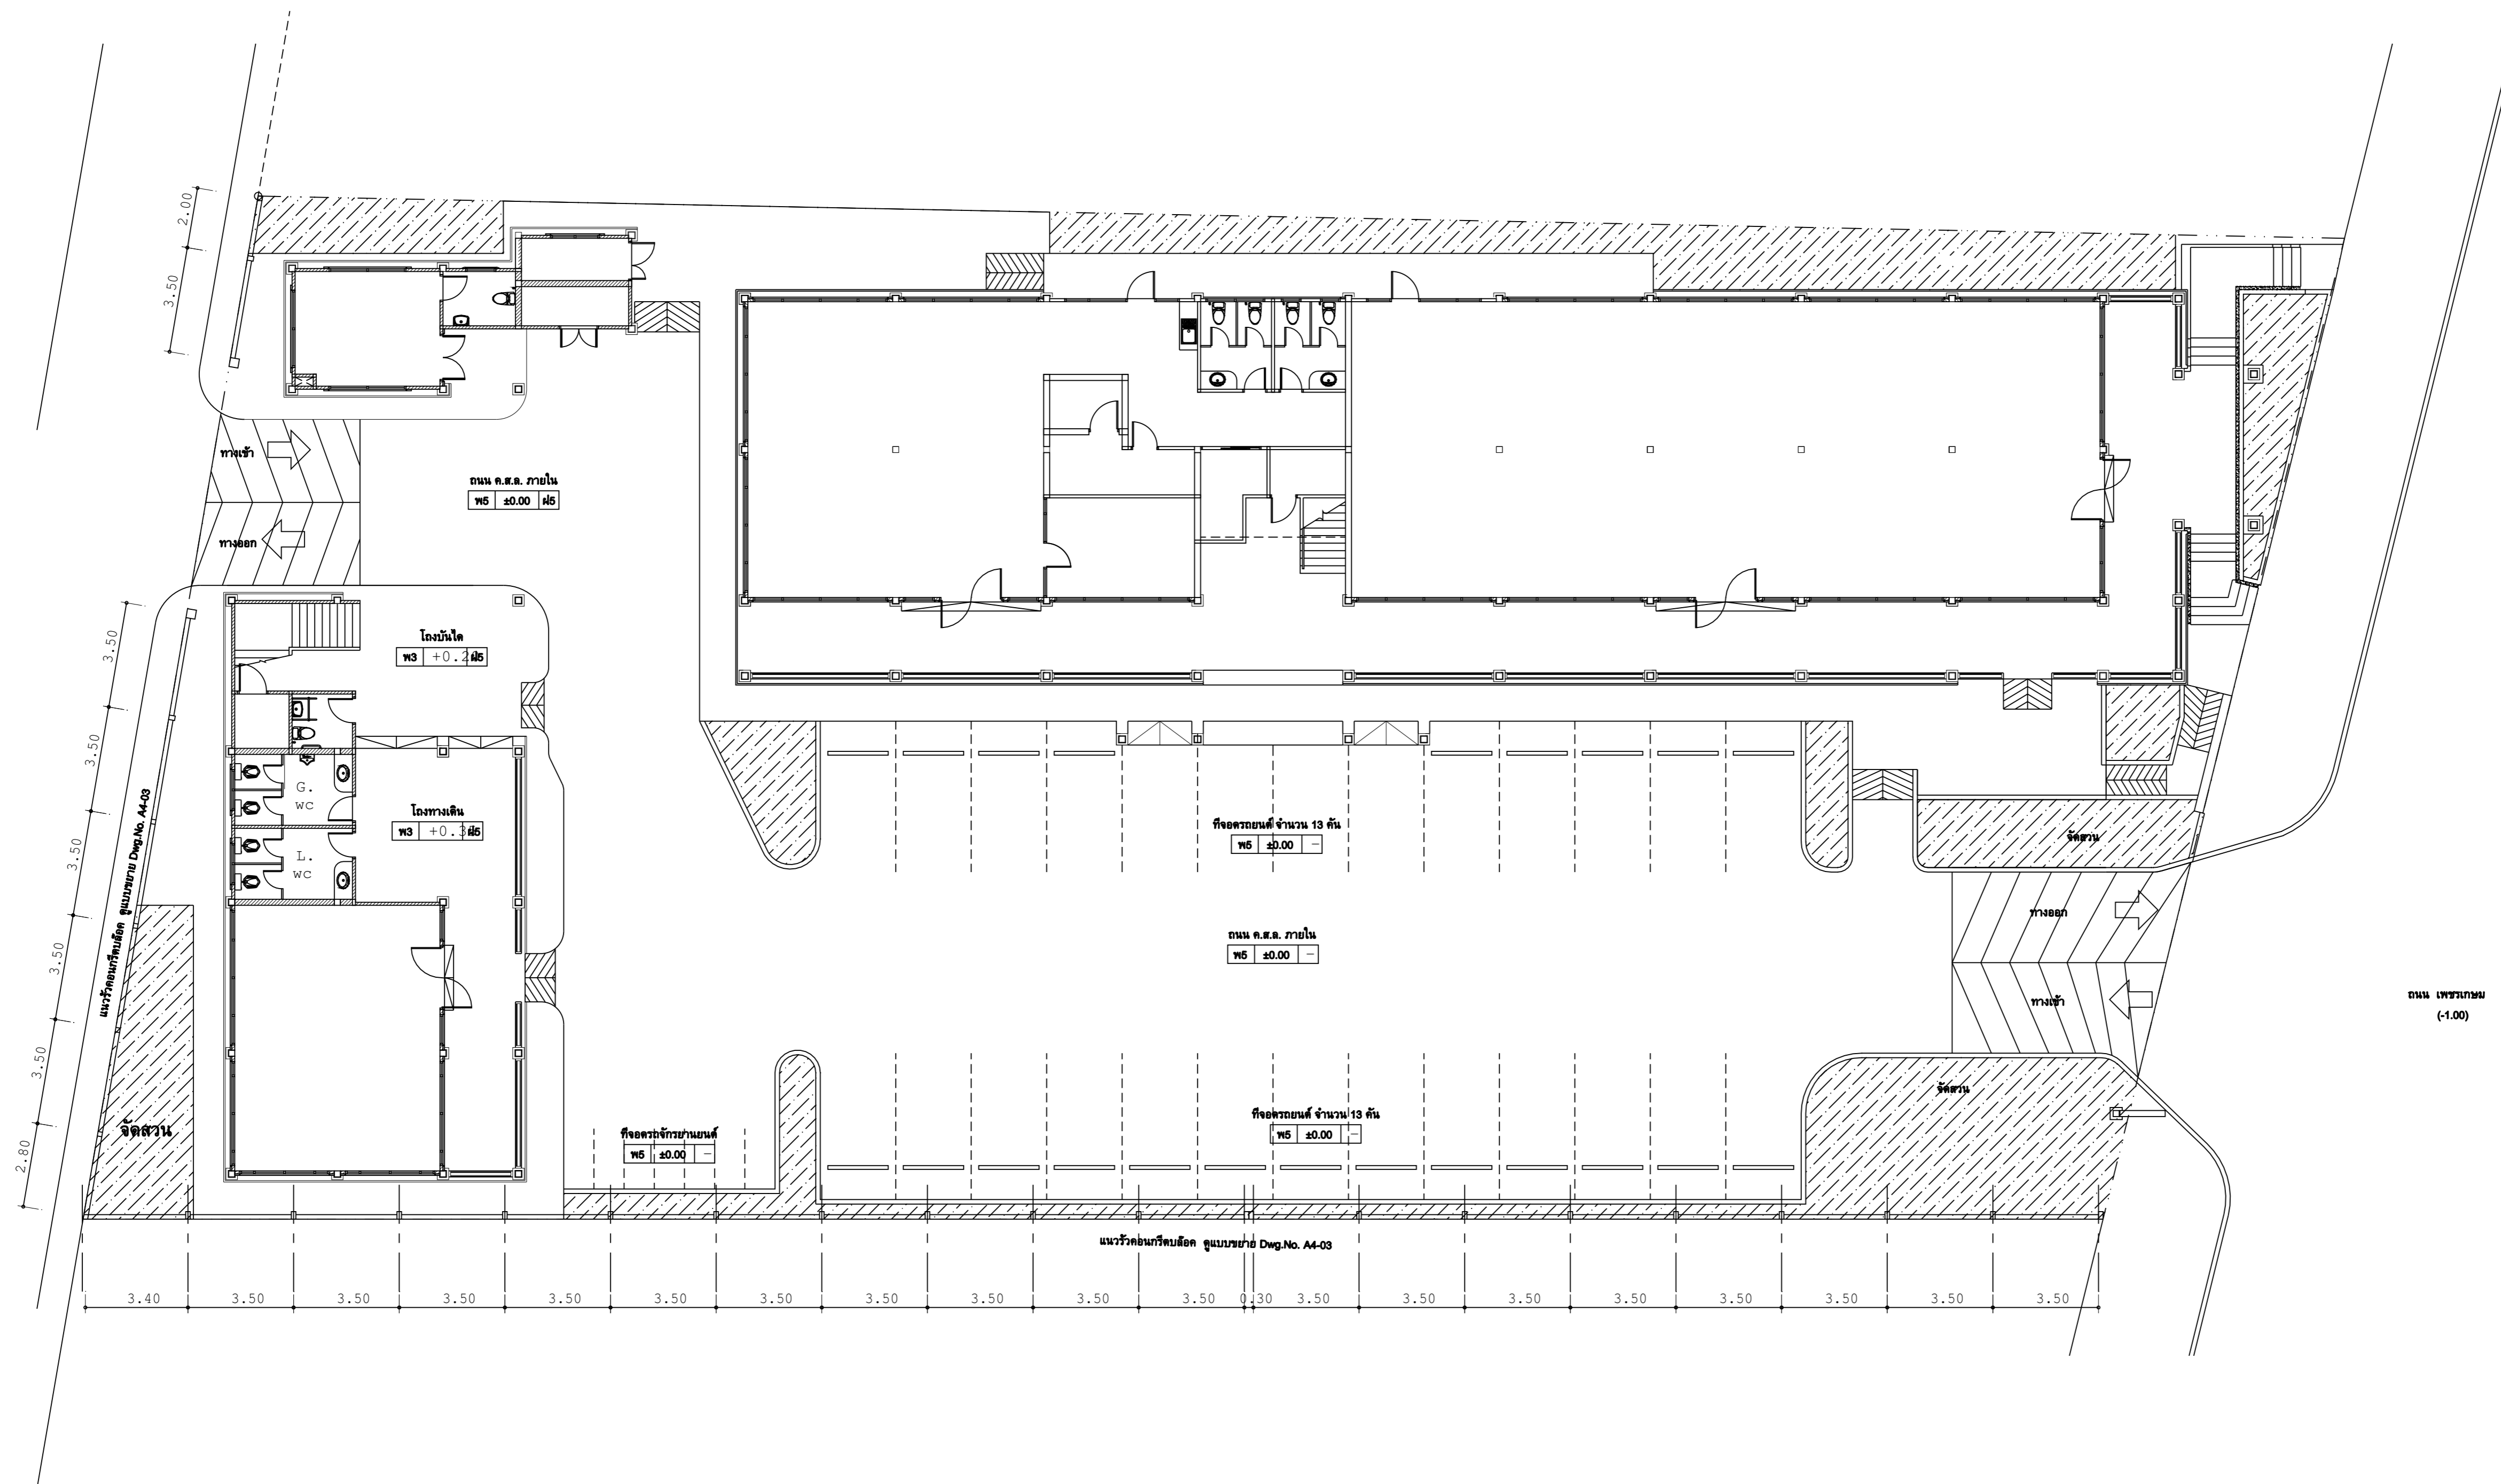 2.00
3.50
ทางเข้า
ถนน ค.ส.ล. ภายใน
พ5 ±0.00 ฝ5
ทางออก
3.50
3.50
3.50
3.50
3.50
2.80
แนวรั้วคอนกรีตบล๊อค ดูแบบขยาย Dwg.No. A4-03
โถงบันได
พ3 +0.2 ฝ5
G.
WC
โถงทางเดิน
พ3 +0.3 ฝ5
L.
WC
ที่จอดรถยนต์ จำนวน 13 คัน
พ5 ±0.00 –
จัดสวน
ทางออก
ถนน ค.ส.ล. ภายใน
พ5 ±0.00 –
ทางเข้า
ถนน เพชรเกษม
(-1.00)
จัดสวน
ที่จอดรถยนต์ จำนวน 13 คัน
พ5 ±0.00 –
จัดสวน
ที่จอดรถจักรยานยนต์
พ5 ±0.00 –
แนวรั้วคอนกรีตบล๊อค ดูแบบขยาย Dwg.No. A4-03
3.40 3.50 3.50 3.50 3.50 3.50 3.50 3.50 3.50 3.50 3.50 0.30 3.50 3.50 3.50 3.50 3.50 3.50 3.50 3.50